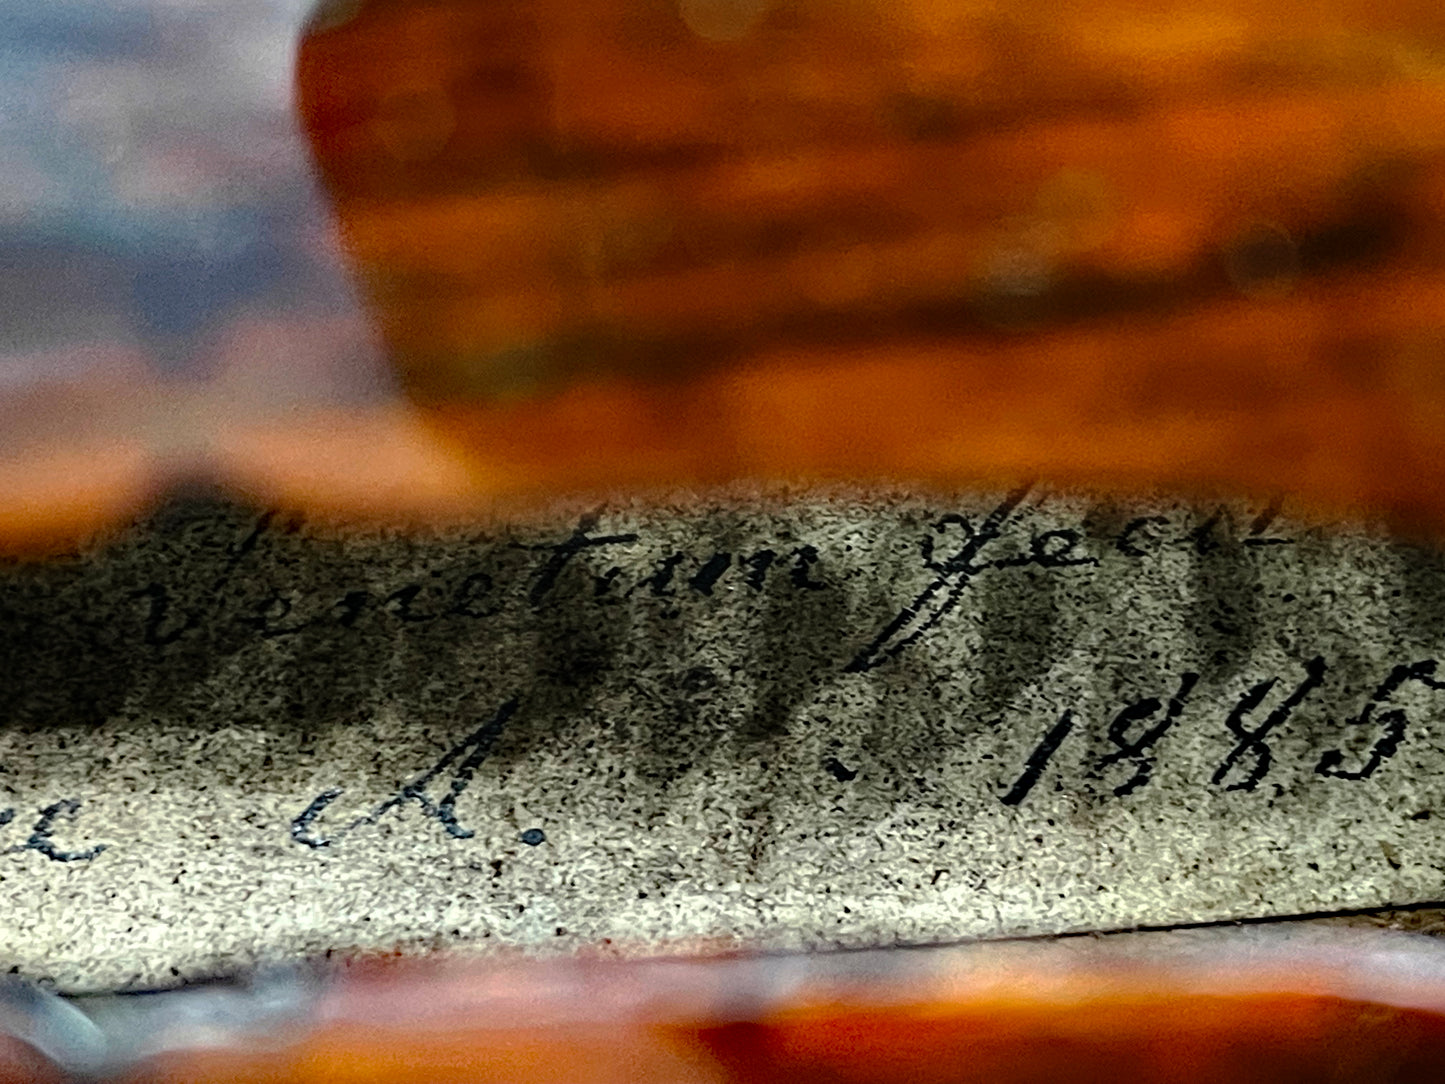 Venetum fecit
c A. 1885